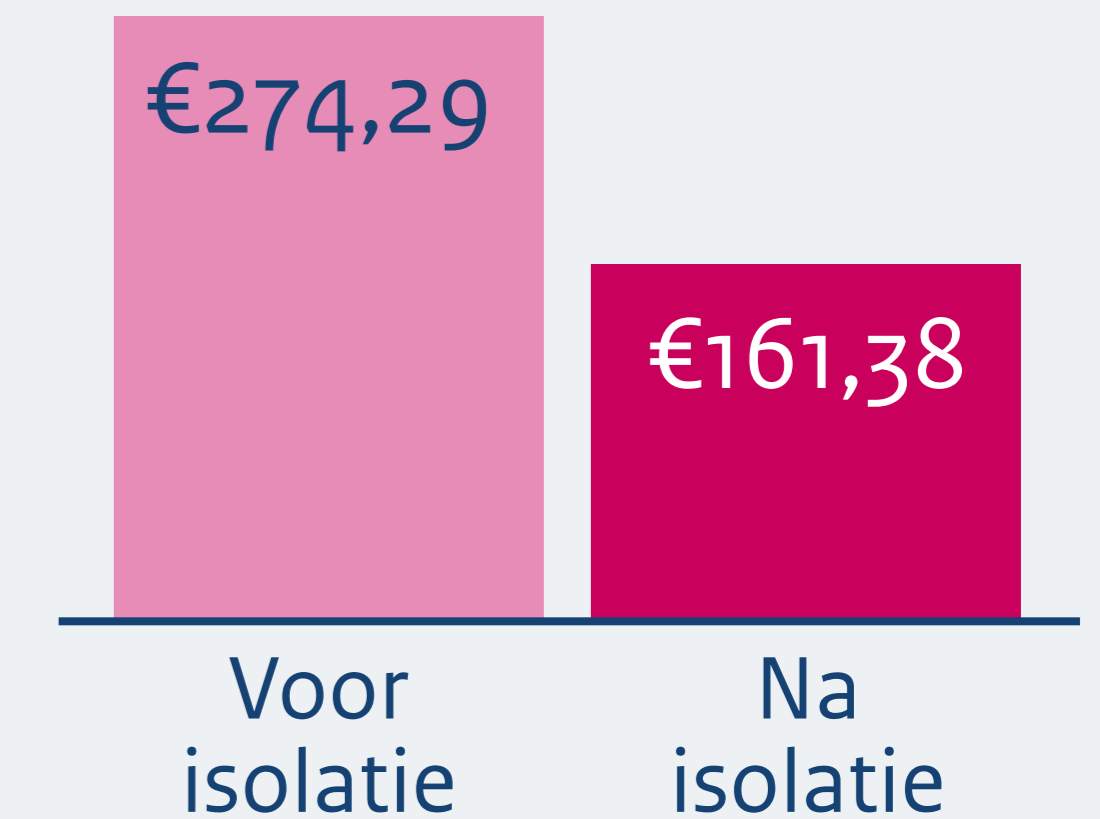 €274,29
€161,38
Voor
isolatie
Na
isolatie